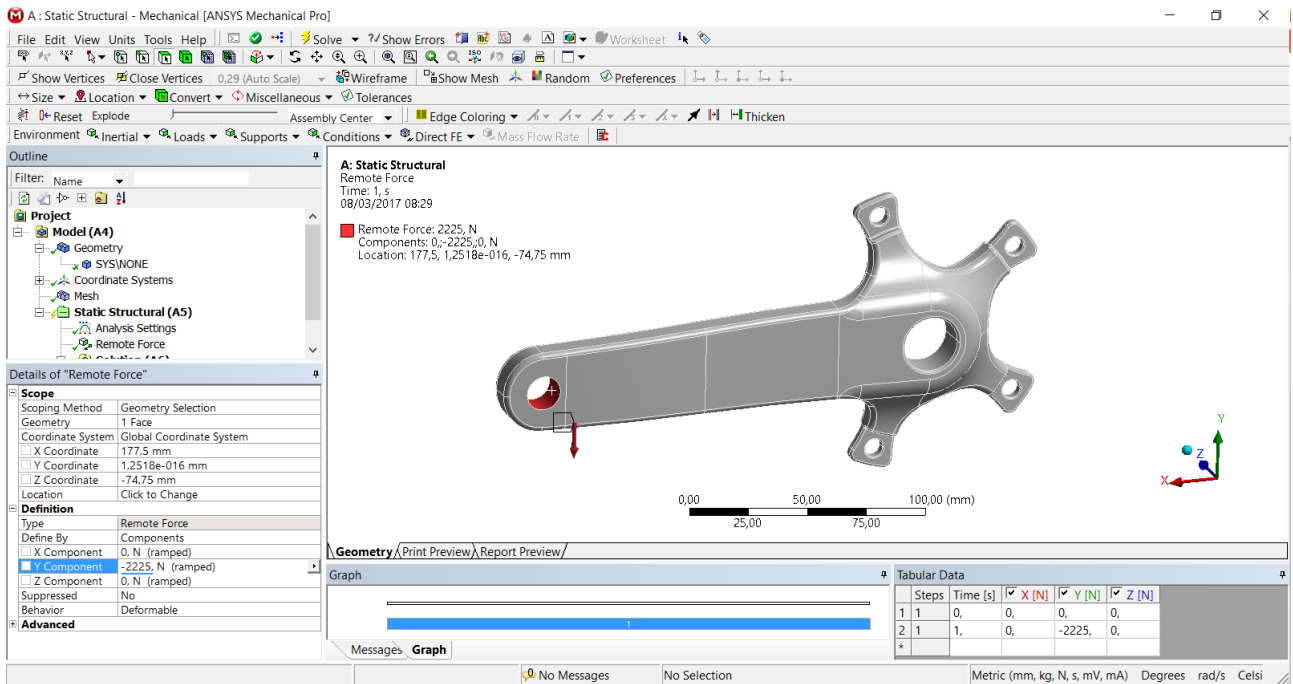 A : Static Structural - Mechanical [ANSYS Mechanical Pro]
File Edit View Units Tools Help Solve ?/ Show Errors Worksheet
Show Vertices Close Vertices 0,29 (Auto Scale) Wireframe Show Mesh Random Preferences
Size Location Convert Miscellaneous Tolerances
Reset Explode Assembly Center Edge Coloring Thicken
Environment Inertial Loads Supports Conditions Direct FE Mass Flow Rate
Outline
Filter: Name
Project
Model (A4)
Geometry
SYS\NONE
Coordinate Systems
Mesh
Static Structural (A5)
Analysis Settings
Remote Force
Details of "Remote Force"
Scope
Scoping Method Geometry Selection
Geometry 1 Face
Coordinate System Global Coordinate System
X Coordinate 177,5 mm
Y Coordinate 1,2518e-016 mm
Z Coordinate -74,75 mm
Location Click to Change
Definition
Type Remote Force
Define By Components
X Component 0, N (ramped)
Y Component -2225, N (ramped)
Z Component 0, N (ramped)
Suppressed No
Behavior Deformable
Advanced
A: Static Structural
Remote Force
Time: 1, s
08/03/2017 08:29
Remote Force: 2225, N
Components: 0,;-2225,;0, N
Location: 177,5, 1,2518e-016, -74,75 mm
Y
Z
X
0,00 50,00 100,00 (mm)
25,00 75,00
Geometry Print Preview Report Preview
Graph
1
Messages Graph
Tabular Data
Steps Time [s] X [N] Y [N] Z [N]
1 1 0, 0, 0, 0,
2 1 1, 0, -2225, 0,
*
No Messages No Selection Metric (mm, kg, N, s, mV, mA) Degrees rad/s Celsi